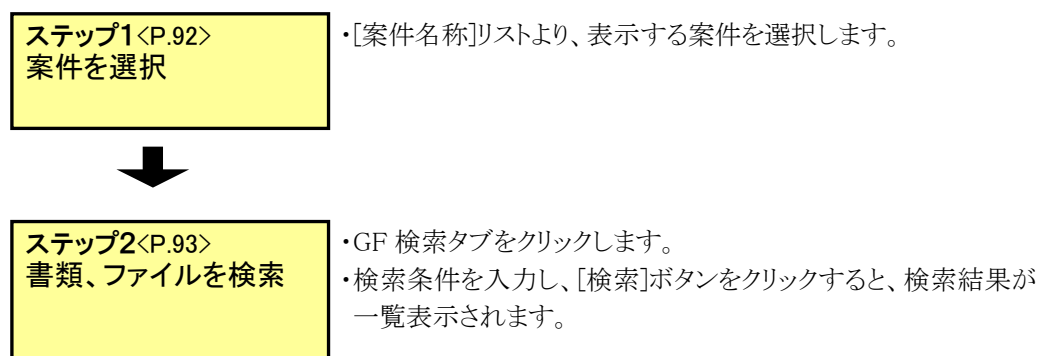 ステップ1<P.92>
案件を選択
・[案件名称]リストより、表示する案件を選択します。
ステップ2<P.93>
書類、ファイルを検索
・GF 検索タブをクリックします。
・検索条件を入力し、[検索]ボタンをクリックすると、検索結果が
一覧表示されます。